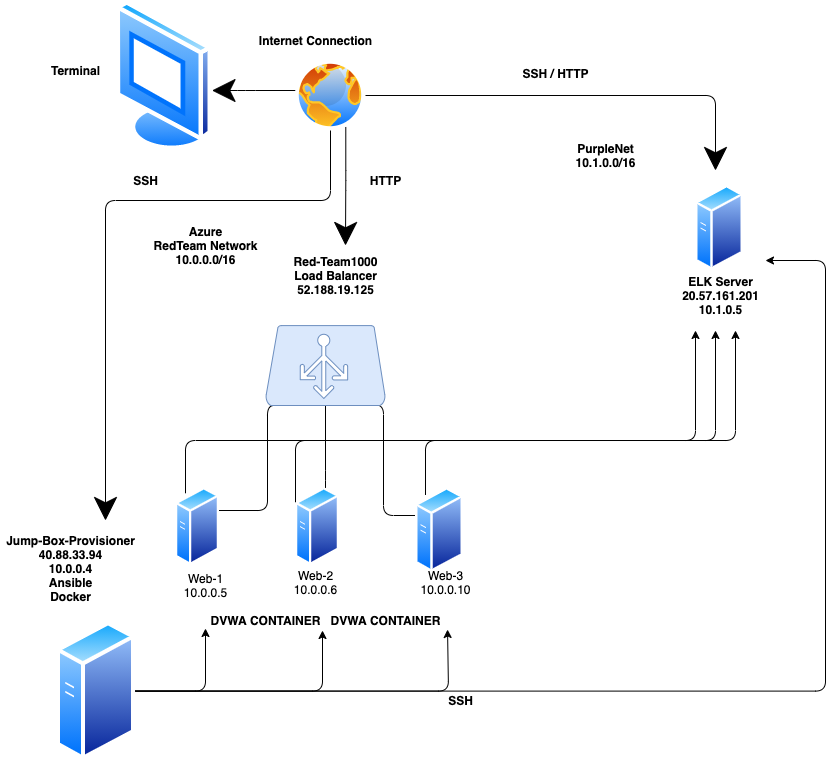 Internet Connection
Terminal
SSH / HTTP
PurpleNet
10.1.0.0/16
SSH
HTTP
Azure
RedTeam Network
10.0.0.0/16
Red-Team1000
Load Balancer
52.188.19.125
ELK Server
20.57.161.201
10.1.0.5
Jump-Box-Provisioner
40.88.33.94
10.0.0.4
Ansible
Docker
Web-1
10.0.0.5
Web-2
10.0.0.6
Web-3
10.0.0.10
DVWA CONTAINER
DVWA CONTAINER
SSH